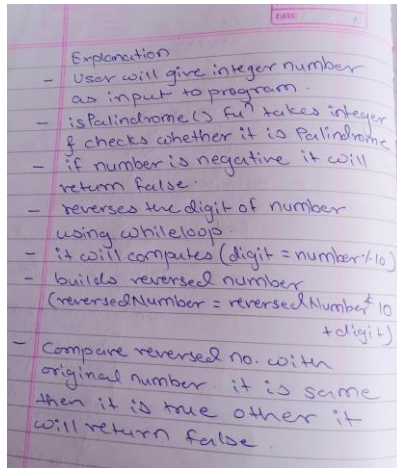 DATE
Explanation
- User will give integer number
as input to program.
- isPalindrome() fuⁿ takes integer
& checks whether it is Palindrome
- if number is negative it will
return false.
- reverses the digit of number
using whileloop.
- it will computes (digit = number%10)
- builds reversed number
(reversedNumber = reversedNumber * 10
+ digit)
- Compare reversed no. with
original number. it is same
then it is true other it
will return false.